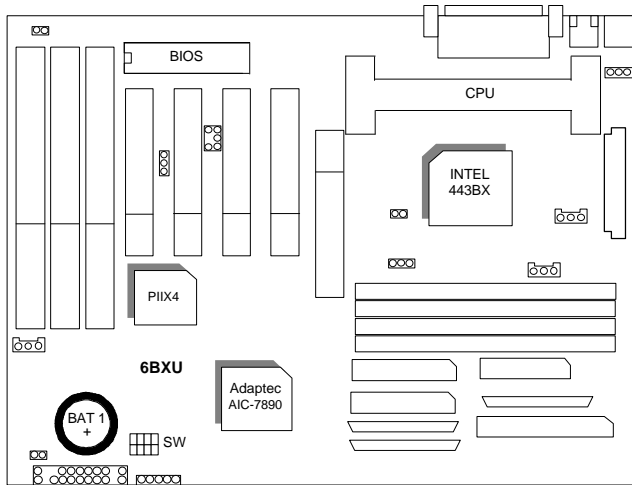 BIOS
CPU
INTEL
443BX
PIIX4
6BXU
Adaptec
AIC-7890
BAT 1
+
SW